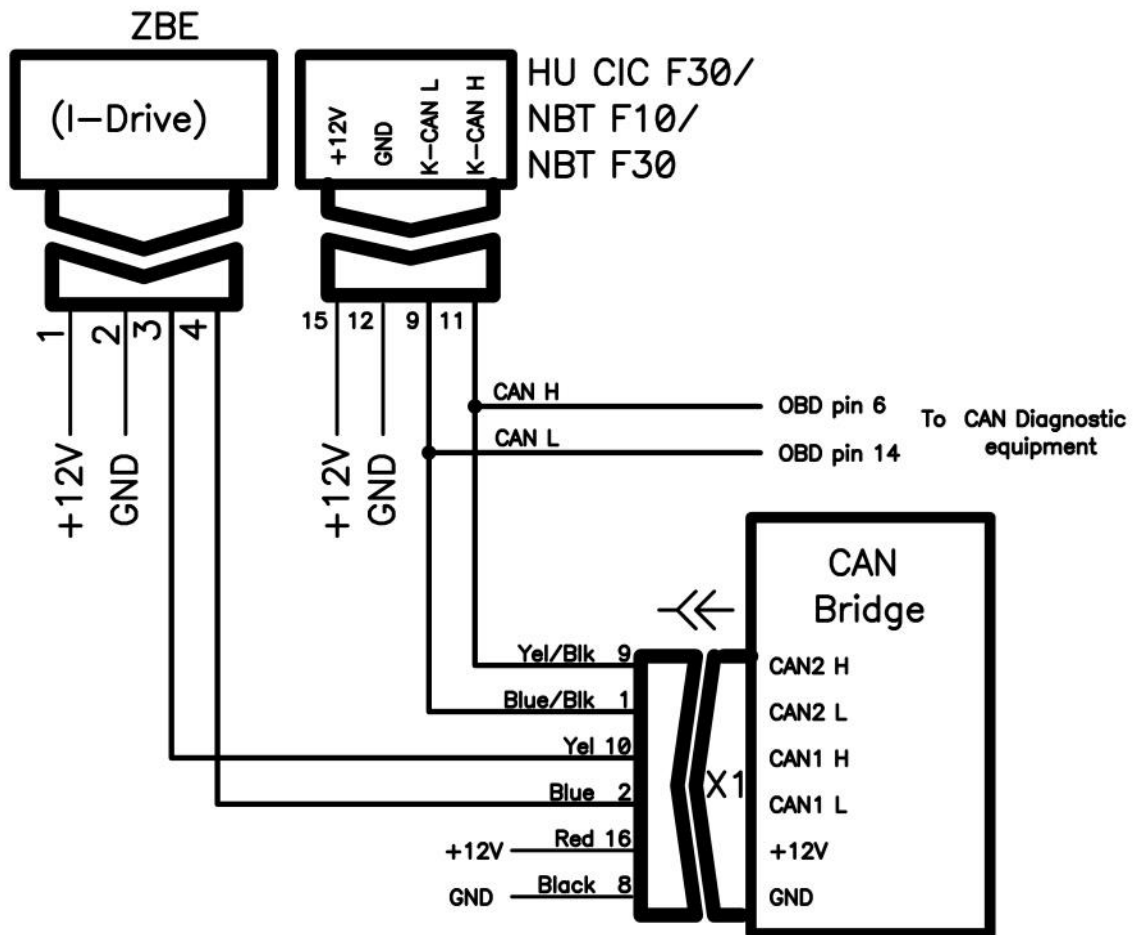 ZBE
(I-Drive)
+12V
GND
K-CAN L
K-CAN H
HU CIC F30/
NBT F10/
NBT F30
1
2
3
4
15
12
9
11
+12V
GND
+12V
GND
CAN H
OBD pin 6
CAN L
OBD pin 14
To CAN Diagnostic
equipment
CAN
Bridge
Yel/Blk 9
CAN2 H
Blue/Blk 1
CAN2 L
Yel 10
CAN1 H
X1
Blue 2
CAN1 L
+12V Red 16
+12V
GND Black 8
GND